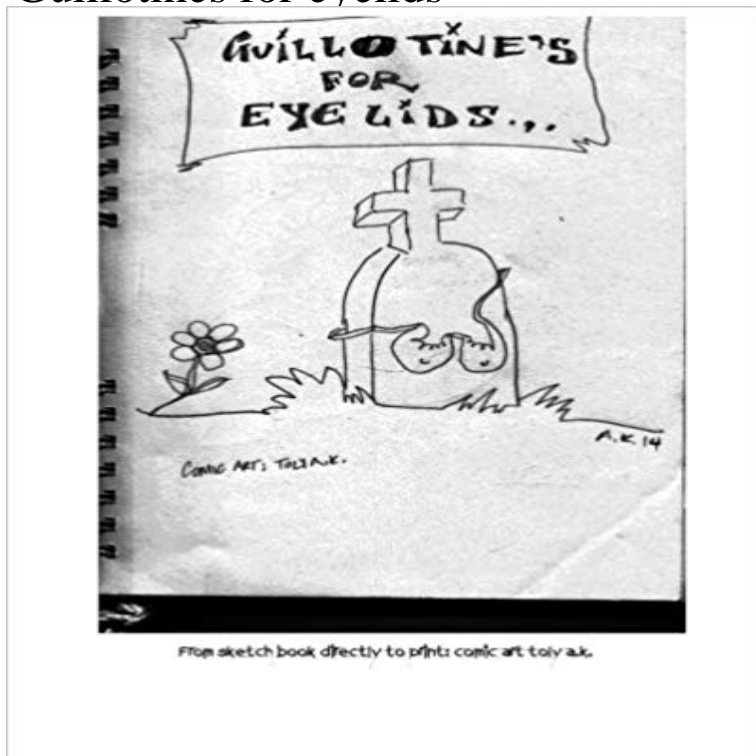 Guillotines for eyelids
GUILLOTINE'S
FOR
EYE LIDS...
A.K. 14
COMIC ART: TOLY A.K.
From sketch book directly to print: comic art toly a.k.